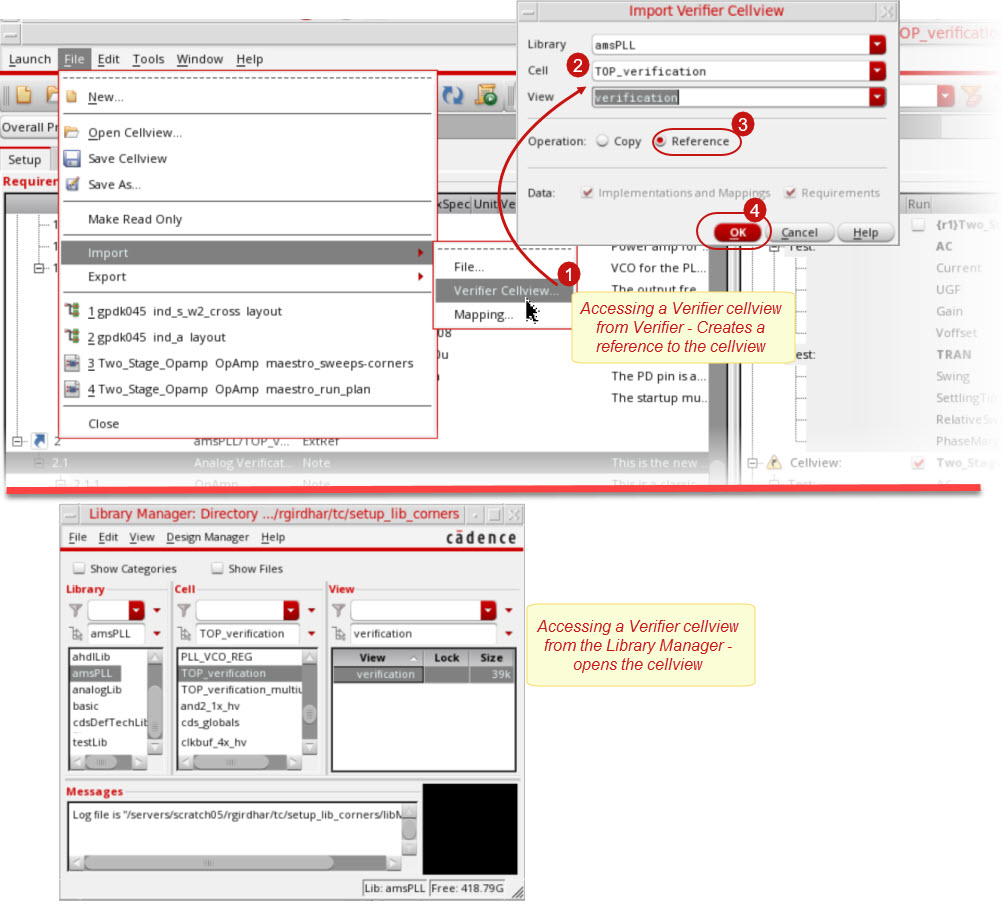 Import Verifier Cellview
OP_verificatio
Library amsPLL
Cell TOP_verification
View verification
2
Operation: Copy Reference
3
Data: Implementations and Mappings Requirements
4
OK Cancel Help
Launch File Edit Tools Window Help
New...
Open Cellview...
Save Cellview
Save As...
Make Read Only
Import
Export
1 gpdk045 ind_s_w2_cross layout
2 gpdk045 ind_a layout
3 Two_Stage_Opamp OpAmp maestro_sweeps-corners
4 Two_Stage_Opamp OpAmp maestro_run_plan
Close
Overall Pr
Setup
Requirer
xSpec Unit Ve
File...
Verifier Cellview...
Mapping...
1
Accessing a Verifier cellview
from Verifier - Creates a
reference to the cellview
Power amp for
VCO for the PL...
The output fre
The PD pin is a...
The startup mu...
Run
{r1}Two_S
Test: AC
Current
UGF
Gain
Voffset
est: TRAN
Swing
SettlingTim
RelativeSw
PhaseMarg
Cellview: Two_Stag
2 amsPLL/TOP_V... ExtRef
2.1 Analog Verificat... Note This is the new
2.1.1 OpAmp Note This is a classic
Library Manager: Directory .../rgirdhar/tc/setup_lib_corners
File Edit View Design Manager Help cādence
Show Categories Show Files
Library Cell View
amsPLL TOP_verification verification
ahdlLib
amsPLL
analogLib
basic
cdsDefTechLib
testLib
PLL_VCO_REG
TOP_verification
TOP_verification_multiu
and2_1x_hv
cds_globals
clkbuf_4x_hv
View Lock Size
verification 39k
Accessing a Verifier cellview
from the Library Manager -
opens the cellview
Messages
Log file is "/servers/scratch05/rgirdhar/tc/setup_lib_corners/libM
Lib: amsPLL Free: 418.79G